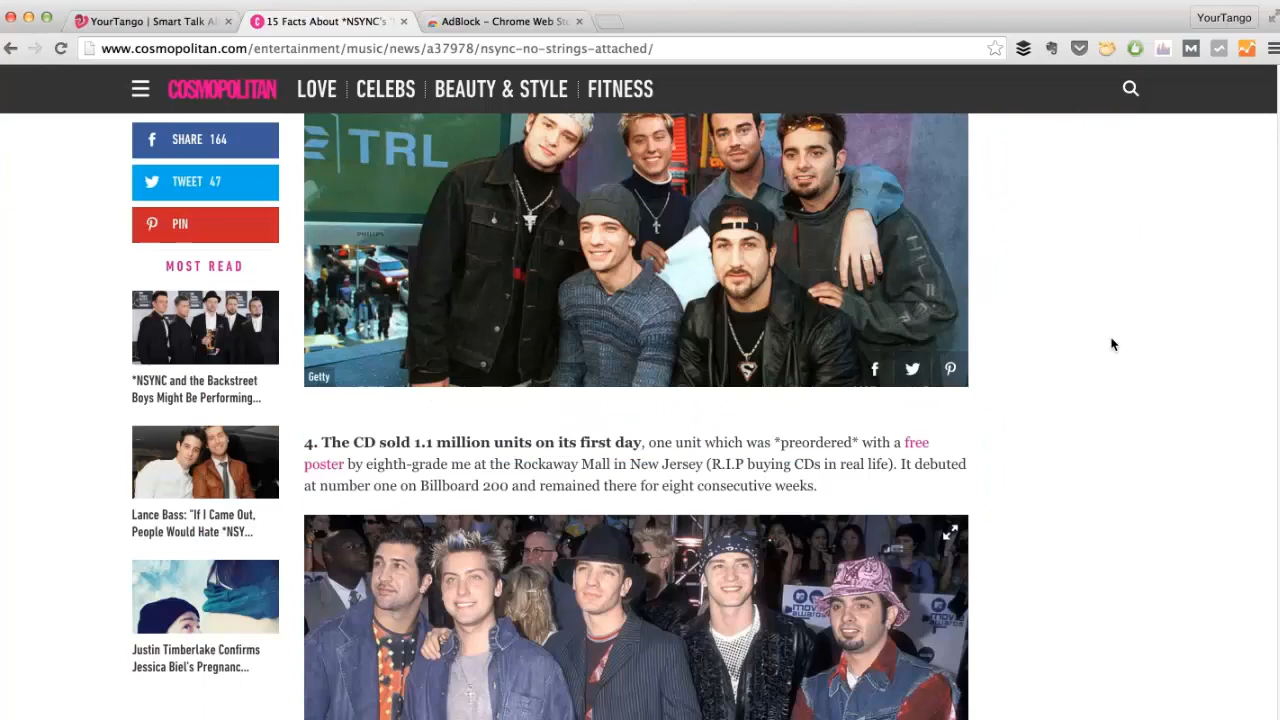 YourTango | Smart Talk Al
15 Facts About *NSYNC's "
AdBlock – Chrome Web St
YourTango
www.cosmopolitan.com/entertainment/music/news/a37978/nsync-no-strings-attached/
COSMOPOLITAN
LOVE
CELEBS
BEAUTY & STYLE
FITNESS
SHARE 164
TWEET 47
PIN
MOST READ
*NSYNC and the Backstreet
Boys Might Be Performing...
Lance Bass: "If I Came Out,
People Would Hate *NSY...
Justin Timberlake Confirms
Jessica Biel's Pregnanc...
TRL
PHILIPS
Getty
4. The CD sold 1.1 million units on its first day, one unit which was *preordered* with a free
poster by eighth-grade me at the Rockaway Mall in New Jersey (R.I.P buying CDs in real life). It debuted
at number one on Billboard 200 and remained there for eight consecutive weeks.